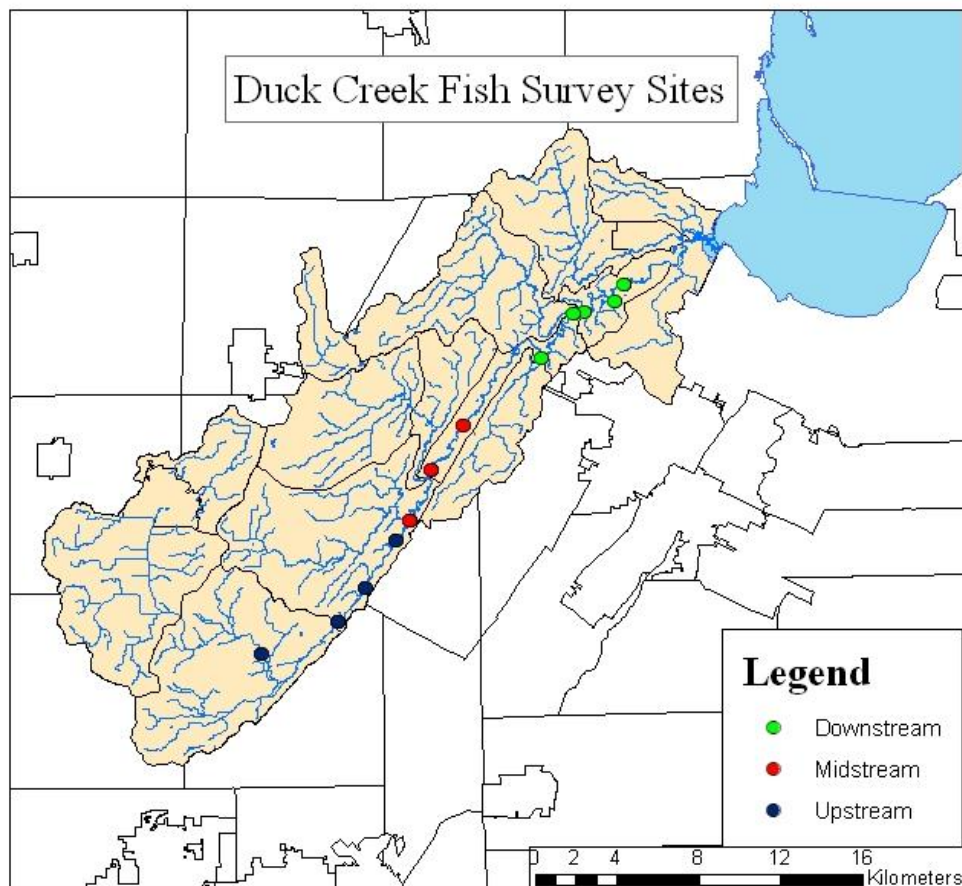 Duck Creek Fish Survey Sites
Legend
Downstream
Midstream
Upstream
0 2 4 8 12 16
Kilometers